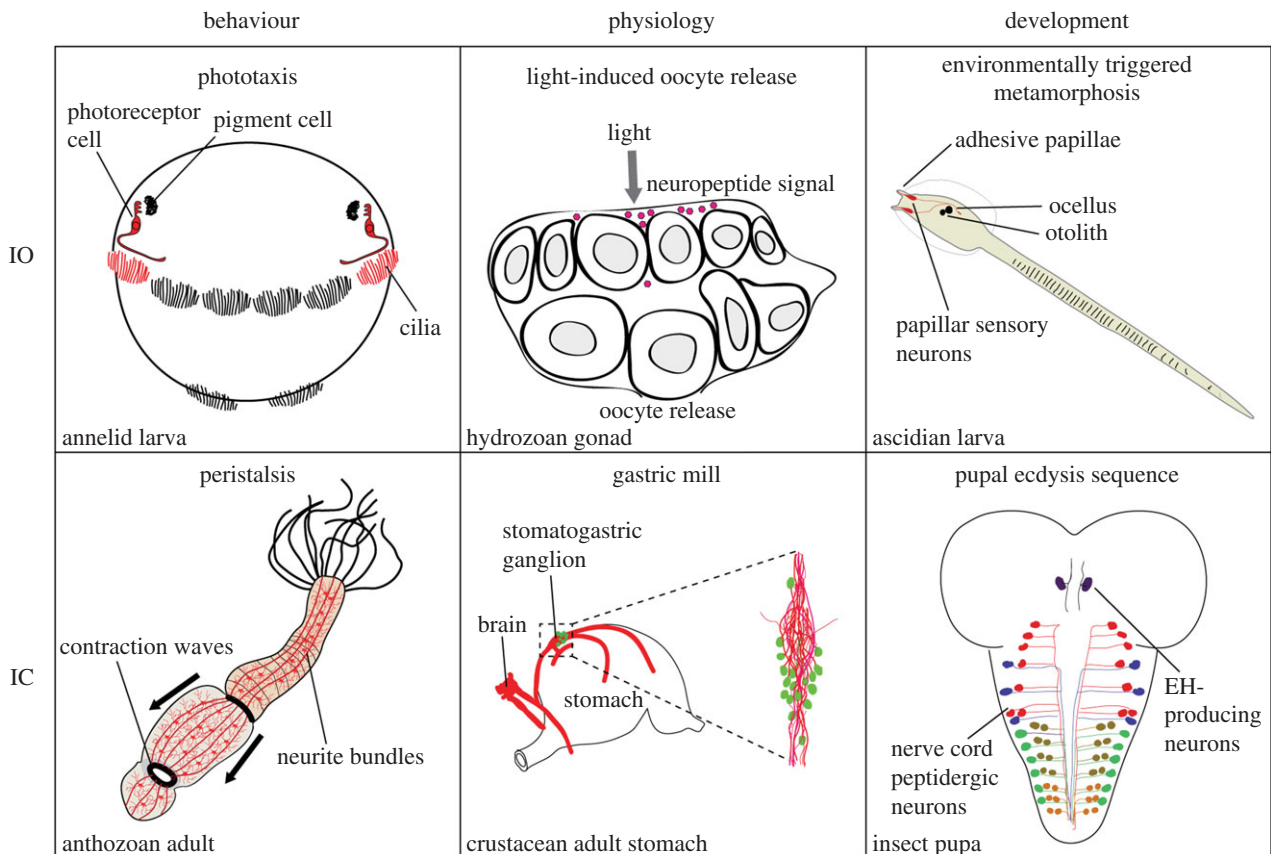 behaviour
physiology
development
IO
phototaxis
photoreceptor
cell
pigment cell
cilia
annelid larva
light-induced oocyte release
light
neuropeptide signal
oocyte release
hydrozoan gonad
environmentally triggered
metamorphosis
adhesive papillae
ocellus
otolith
papillar sensory
neurons
ascidian larva
IC
peristalsis
contraction waves
neurite bundles
anthozoan adult
gastric mill
stomatogastric
ganglion
brain
stomach
crustacean adult stomach
pupal ecdysis sequence
EH-
producing
neurons
nerve cord
peptidergic
neurons
insect pupa